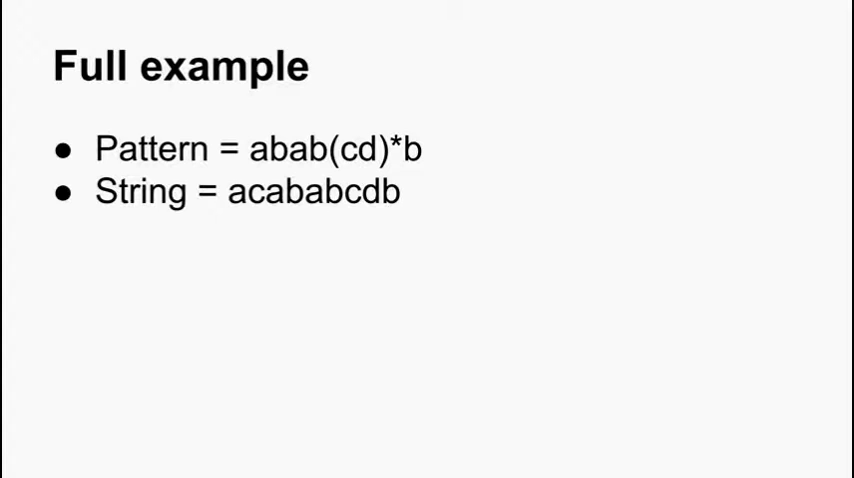 Full example
● Pattern = abab(cd)*b
● String = acababcdb